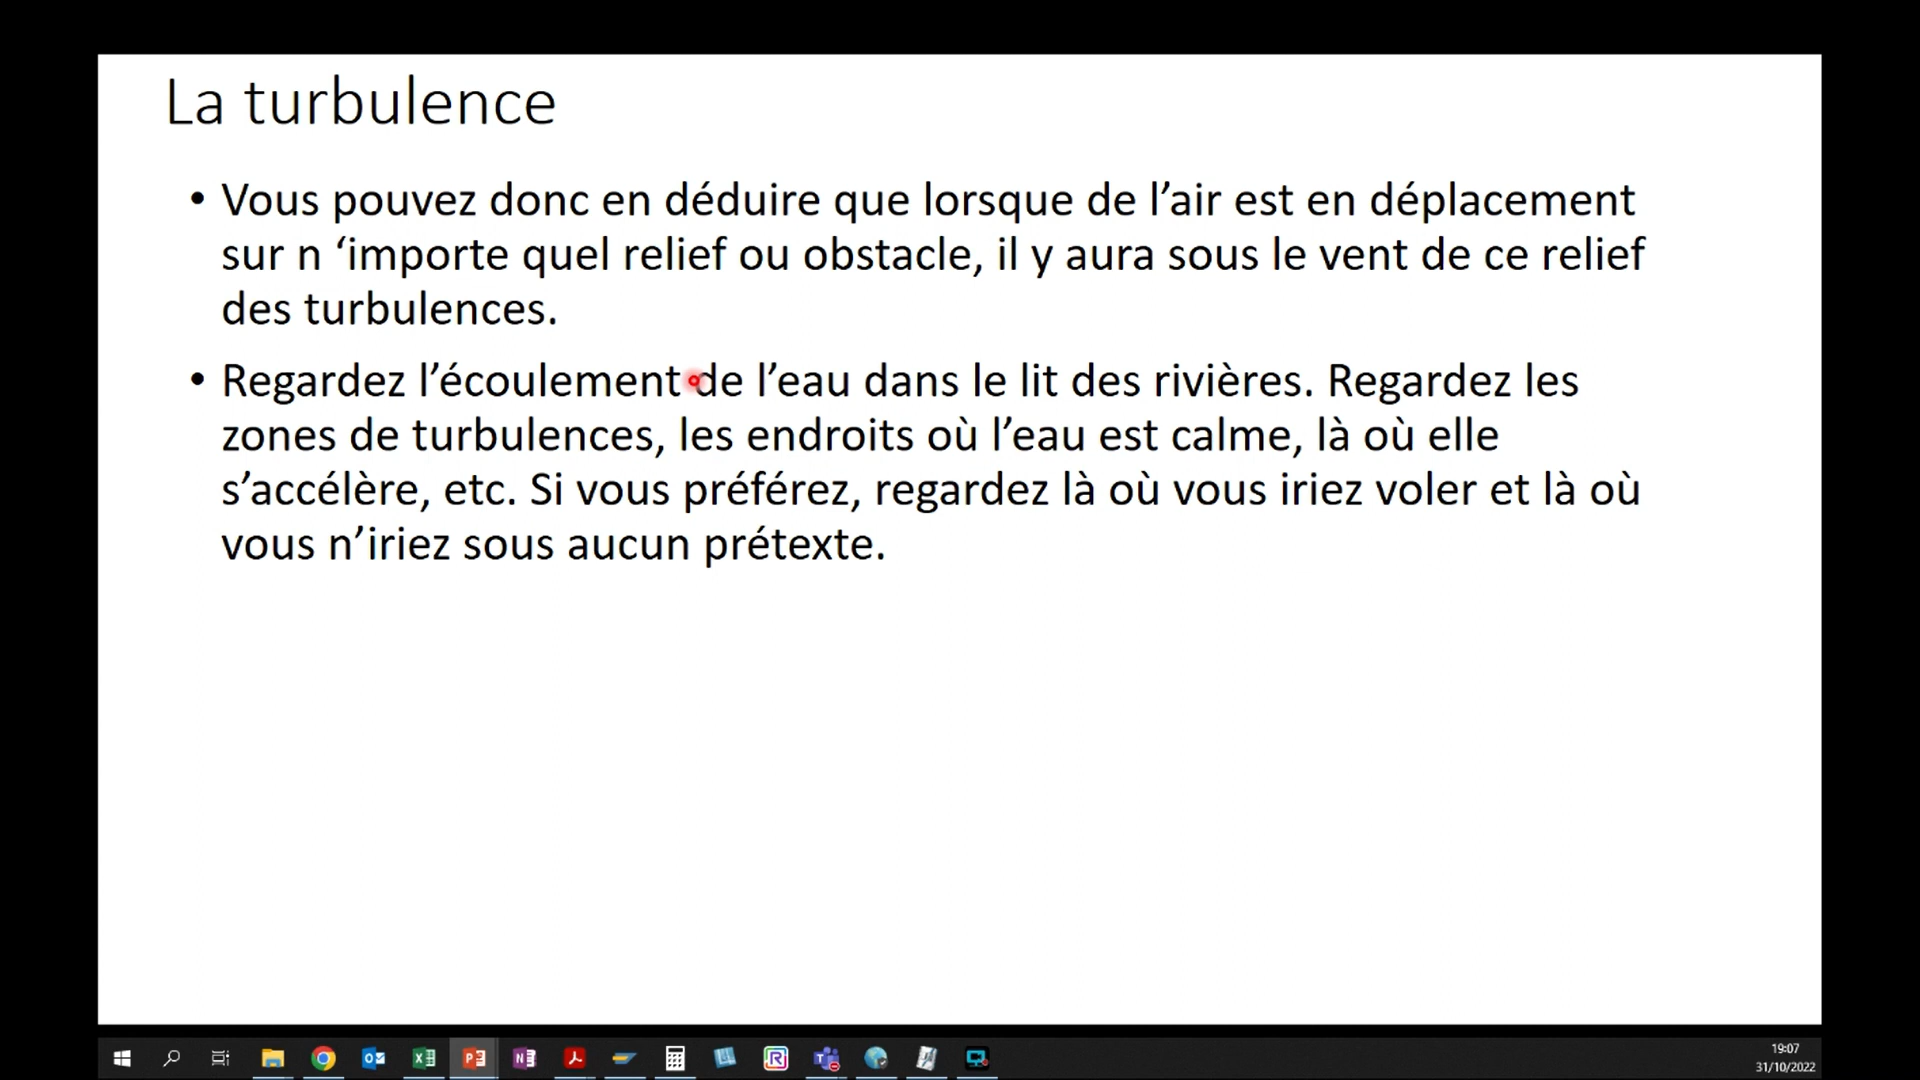 La turbulence
• Vous pouvez donc en déduire que lorsque de l’air est en déplacement
sur n ‘importe quel relief ou obstacle, il y aura sous le vent de ce relief
des turbulences.
• Regardez l’écoulement de l’eau dans le lit des rivières. Regardez les
zones de turbulences, les endroits où l’eau est calme, là où elle
s’accélère, etc. Si vous préférez, regardez là où vous iriez voler et là où
vous n’iriez sous aucun prétexte.
19:07
31/10/2022